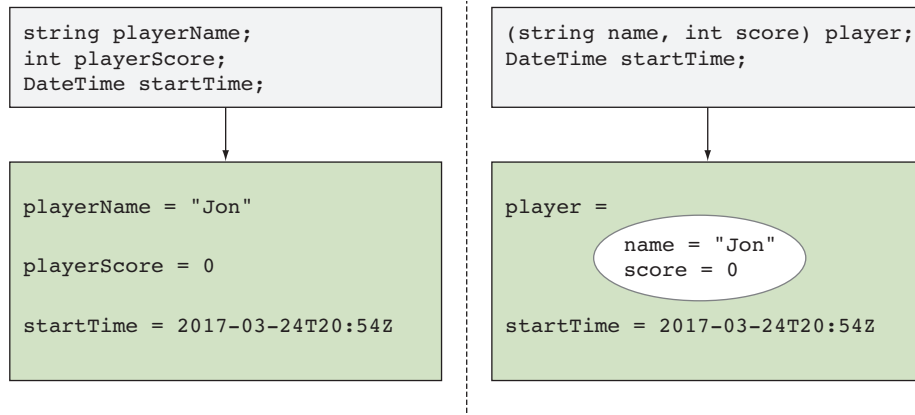 string playerName;
int playerScore;
DateTime startTime;
playerName = "Jon"
playerScore = 0
startTime = 2017-03-24T20:54Z
(string name, int score) player;
DateTime startTime;
player =
name = "Jon"
score = 0
startTime = 2017-03-24T20:54Z